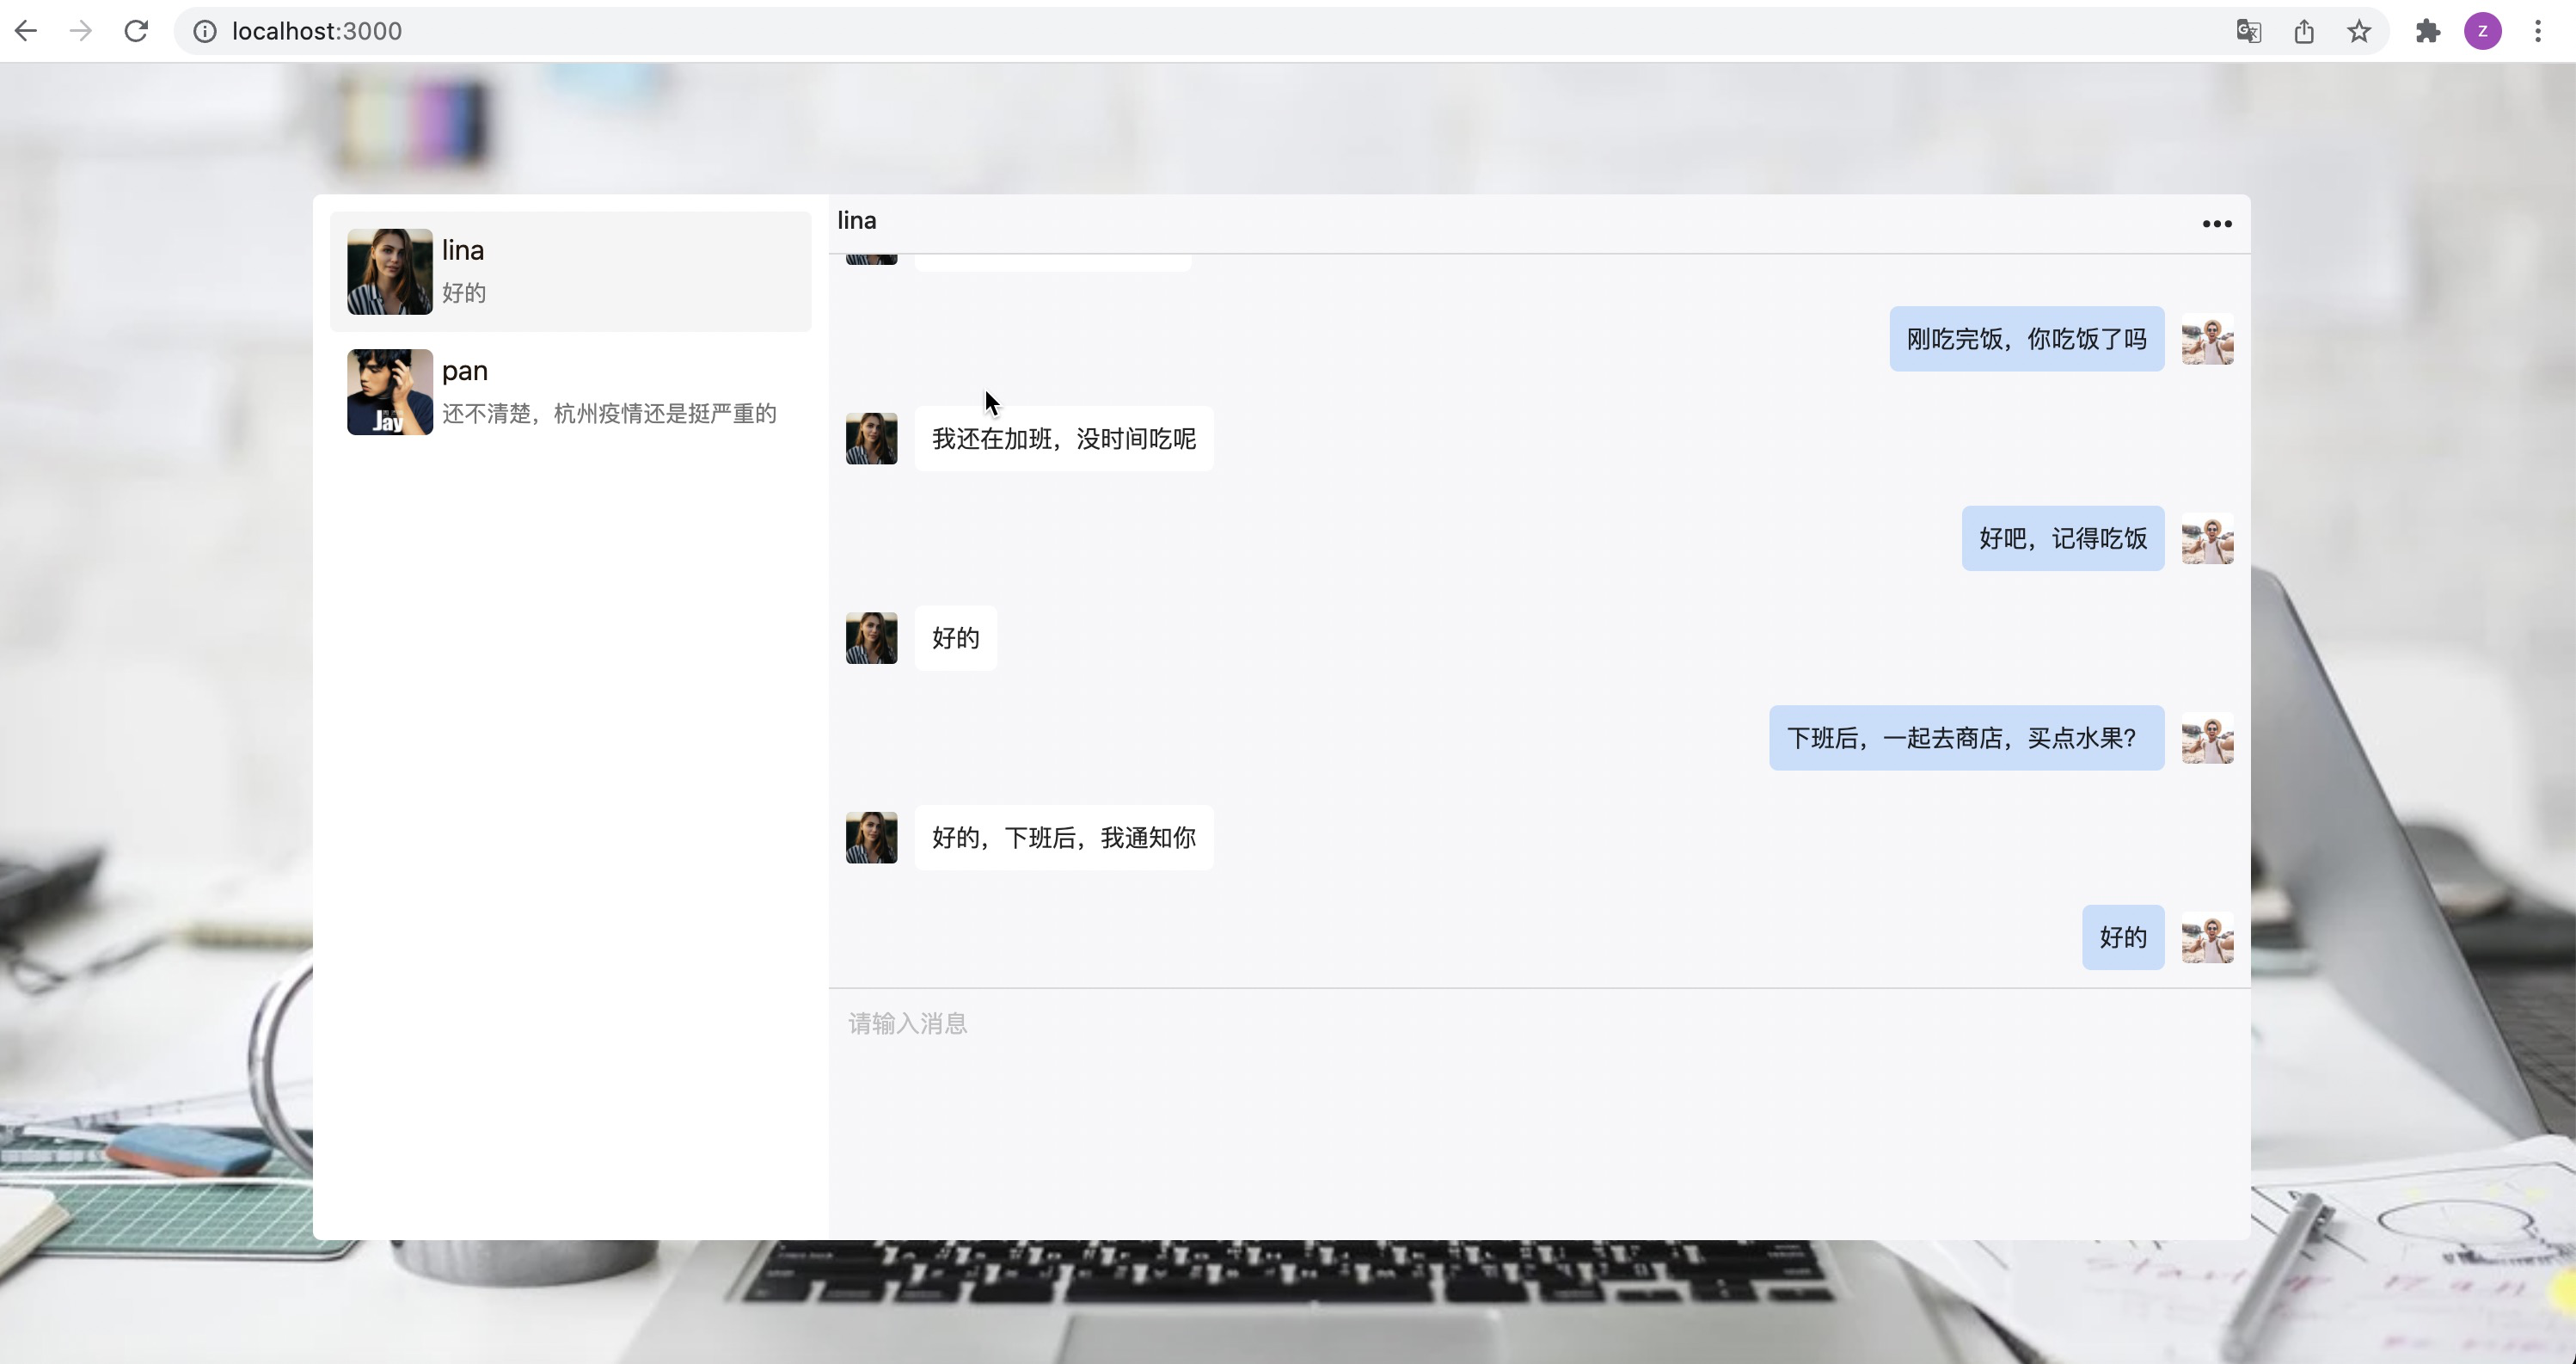 localhost:3000
Z
lina
好的
pan
还不清楚，杭州疫情还是挺严重的
Jay
lina
刚吃完饭，你吃饭了吗
我还在加班，没时间吃呢
好吧，记得吃饭
好的
下班后，一起去商店，买点水果？
好的，下班后，我通知你
好的
请输入消息